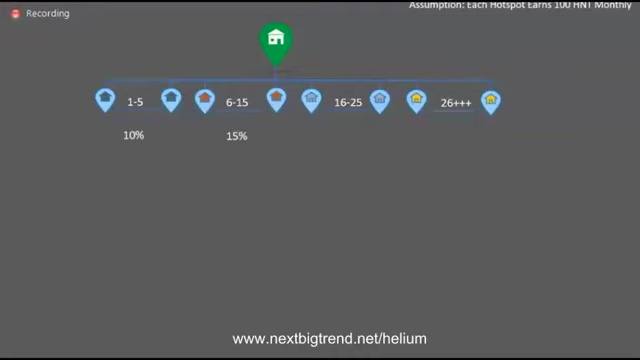 Assumption: Each Hotspot Earns 100 HNT Monthly
Recording
1-5 6-15 16-25 26+++
10% 15%
www.nextbigtrend.net/helium